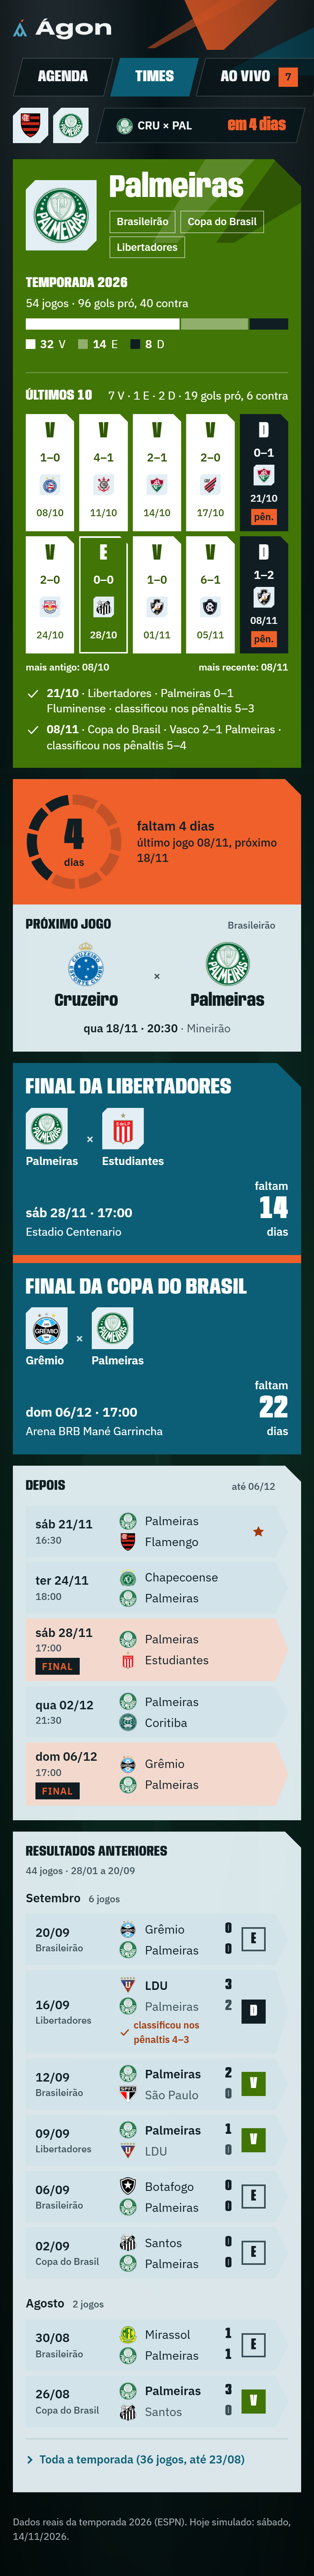 Ágon
AGENDA
TIMES
AO VIVO 7
CRU × PAL em 4 dias
Palmeiras
Brasileirão
Copa do Brasil
Libertadores
TEMPORADA 2026
54 jogos · 96 gols pró, 40 contra
32 V 14 E 8 D
ÚLTIMOS 10 7 V · 1 E · 2 D · 19 gols pró, 6 contra
V V V V D
1–0 4–1 2–1 2–0 0–1
08/10 11/10 14/10 17/10 21/10
pên.
V E V V D
2–0 0–0 1–0 6–1 1–2
24/10 28/10 01/11 05/11 08/11
pên.
mais antigo: 08/10 mais recente: 08/11
21/10 · Libertadores · Palmeiras 0–1
Fluminense · classificou nos pênaltis 5–3
08/11 · Copa do Brasil · Vasco 2–1 Palmeiras ·
classificou nos pênaltis 5–4
4
dias
faltam 4 dias
último jogo 08/11, próximo
18/11
PRÓXIMO JOGO Brasileirão
Cruzeiro × Palmeiras
qua 18/11 · 20:30 · Mineirão
FINAL DA LIBERTADORES
×
Palmeiras Estudiantes
faltam
14
dias
sáb 28/11 · 17:00
Estadio Centenario
FINAL DA COPA DO BRASIL
×
Grêmio Palmeiras
faltam
22
dias
dom 06/12 · 17:00
Arena BRB Mané Garrincha
DEPOIS até 06/12
sáb 21/11
16:30
Palmeiras
Flamengo
ter 24/11
18:00
Chapecoense
Palmeiras
sáb 28/11
17:00
FINAL
Palmeiras
Estudiantes
qua 02/12
21:30
Palmeiras
Coritiba
dom 06/12
17:00
FINAL
Grêmio
Palmeiras
RESULTADOS ANTERIORES
44 jogos · 28/01 a 20/09
Setembro 6 jogos
20/09
Brasileirão
Grêmio 0
Palmeiras 0
E
16/09
Libertadores
LDU 3
Palmeiras 2
classificou nos
pênaltis 4–3
D
12/09
Brasileirão
Palmeiras 2
São Paulo 0
V
09/09
Libertadores
Palmeiras 1
LDU 0
V
06/09
Brasileirão
Botafogo 0
Palmeiras 0
E
02/09
Copa do Brasil
Santos 0
Palmeiras 0
E
Agosto 2 jogos
30/08
Brasileirão
Mirassol 1
Palmeiras 1
E
26/08
Copa do Brasil
Palmeiras 3
Santos 0
V
Toda a temporada (36 jogos, até 23/08)
Dados reais da temporada 2026 (ESPN). Hoje simulado: sábado,
14/11/2026.